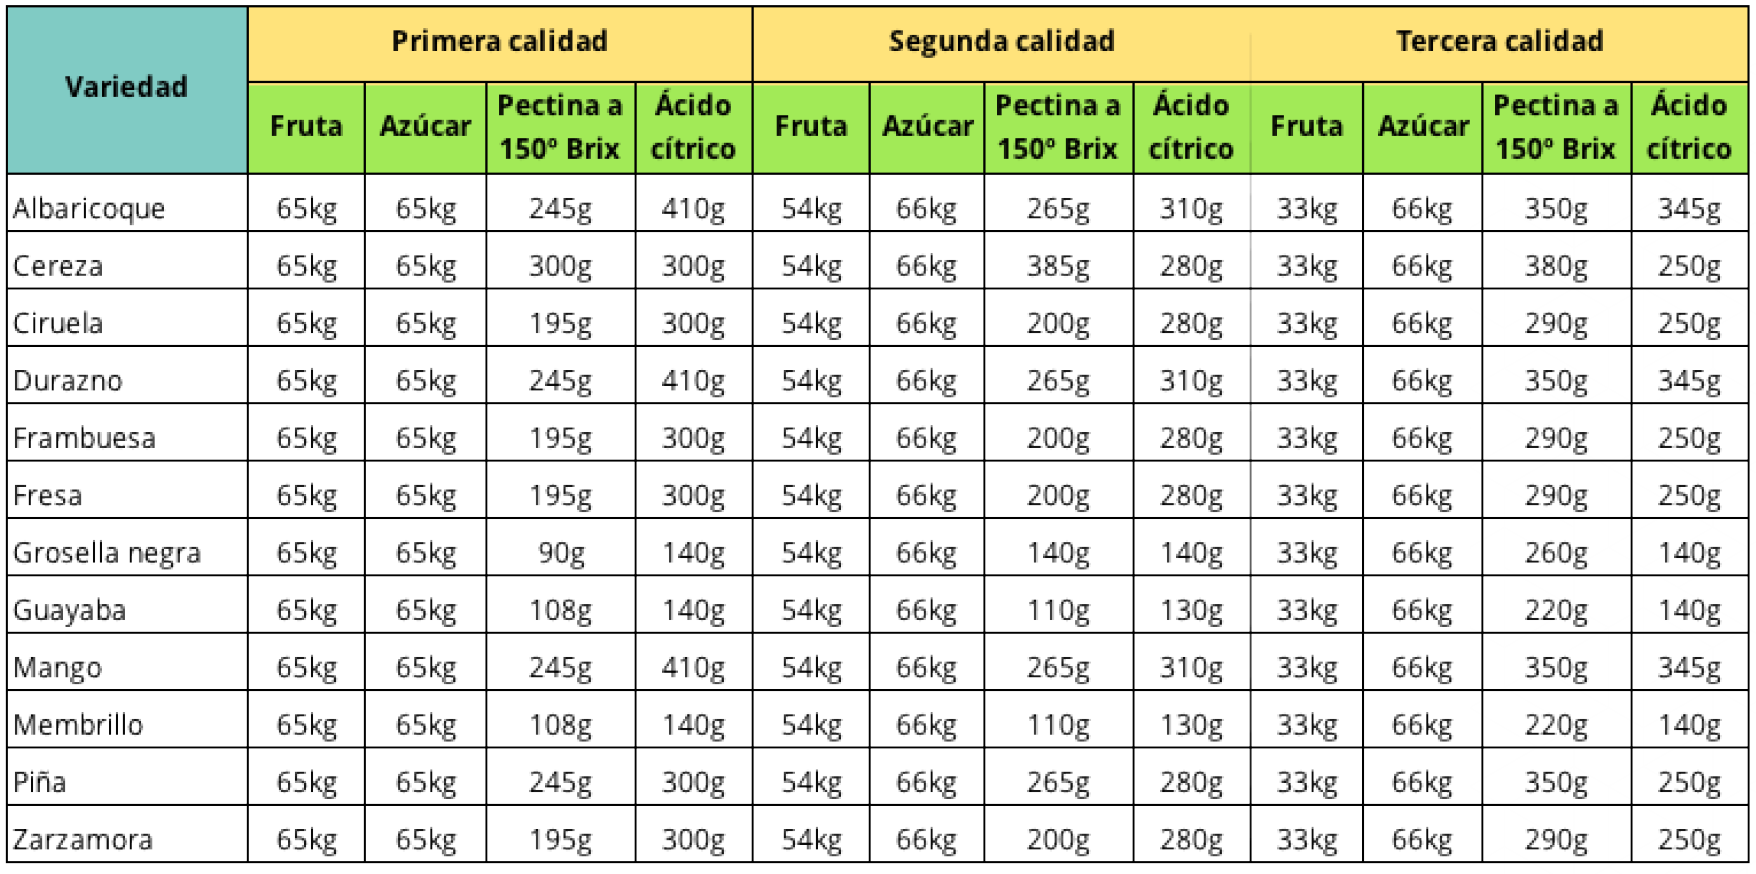 Variedad Primera calidad Segunda calidad Tercera calidad
Fruta Azúcar Pectina a 150º Brix Ácido cítrico Fruta Azúcar Pectina a 150º Brix Ácido cítrico Fruta Azúcar Pectina a 150º Brix Ácido cítrico
Albaricoque 65kg 65kg 245g 410g 54kg 66kg 265g 310g 33kg 66kg 350g 345g
Cereza 65kg 65kg 300g 300g 54kg 66kg 385g 280g 33kg 66kg 380g 250g
Ciruela 65kg 65kg 195g 300g 54kg 66kg 200g 280g 33kg 66kg 290g 250g
Durazno 65kg 65kg 245g 410g 54kg 66kg 265g 310g 33kg 66kg 350g 345g
Frambuesa 65kg 65kg 195g 300g 54kg 66kg 200g 280g 33kg 66kg 290g 250g
Fresa 65kg 65kg 195g 300g 54kg 66kg 200g 280g 33kg 66kg 290g 250g
Grosella negra 65kg 65kg 90g 140g 54kg 66kg 140g 140g 33kg 66kg 260g 140g
Guayaba 65kg 65kg 108g 140g 54kg 66kg 110g 130g 33kg 66kg 220g 140g
Mango 65kg 65kg 245g 410g 54kg 66kg 265g 310g 33kg 66kg 350g 345g
Membrillo 65kg 65kg 108g 140g 54kg 66kg 110g 130g 33kg 66kg 220g 140g
Piña 65kg 65kg 245g 300g 54kg 66kg 265g 280g 33kg 66kg 350g 250g
Zarzamora 65kg 65kg 195g 300g 54kg 66kg 200g 280g 33kg 66kg 290g 250g